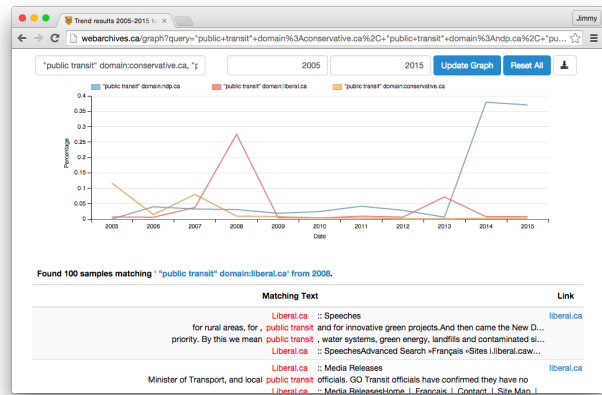 Trend results 2005-2015 fo
Jimmy
webarchives.ca/graph?query="public+transit"+domain%3Aconservative.ca%2C+"public+transit"+domain%3Andp.ca%2C+"pu...
"public transit" domain:conservative.ca, "p
2005
2015
Update Graph
Reset All
"public transit" domain:ndp.ca
"public transit" domain:liberal.ca
"public transit" domain:conservative.ca
Percentage
0.4
0.35
0.3
0.25
0.2
0.15
0.1
0.05
0
2005 2006 2007 2008 2009 2010 2011 2012 2013 2014 2015
Date
Found 100 samples matching ' "public transit" domain:liberal.ca' from 2008.
Matching Text Link
Liberal.ca :: Speeches liberal.ca
for rural areas, for , public transit and for innovative green projects.And then came the New D...
priority. By this we mean public transit , water systems, green energy, landfills and contaminated si...
Liberal.ca :: SpeechesAdvanced Search »Français »Sites i.liberal.caw...
Liberal.ca :: Media Releases liberal.ca
Minister of Transport, and local public transit officials. GO Transit officials have confirmed they have no
Liberal.ca :: Media ReleasesHome | Français | Contact | Site Map |